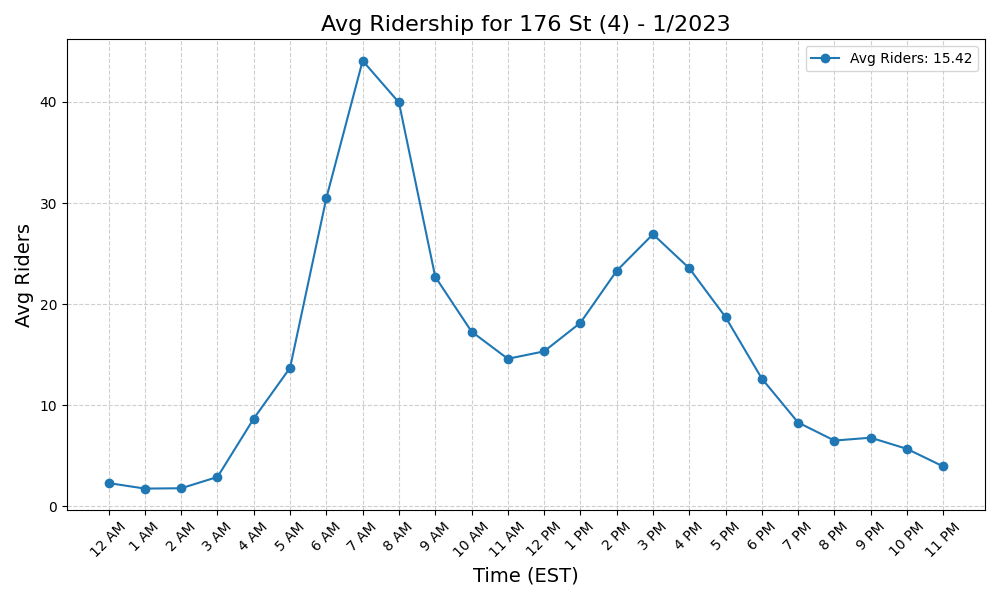 Avg Ridership for 176 St (4) - 1/2023
Avg Riders: 15.42
Avg Riders
40
30
20
10
0
12 AM
1 AM
2 AM
3 AM
4 AM
5 AM
6 AM
7 AM
8 AM
9 AM
10 AM
11 AM
12 PM
1 PM
2 PM
3 PM
4 PM
5 PM
6 PM
7 PM
8 PM
9 PM
10 PM
11 PM
Time (EST)